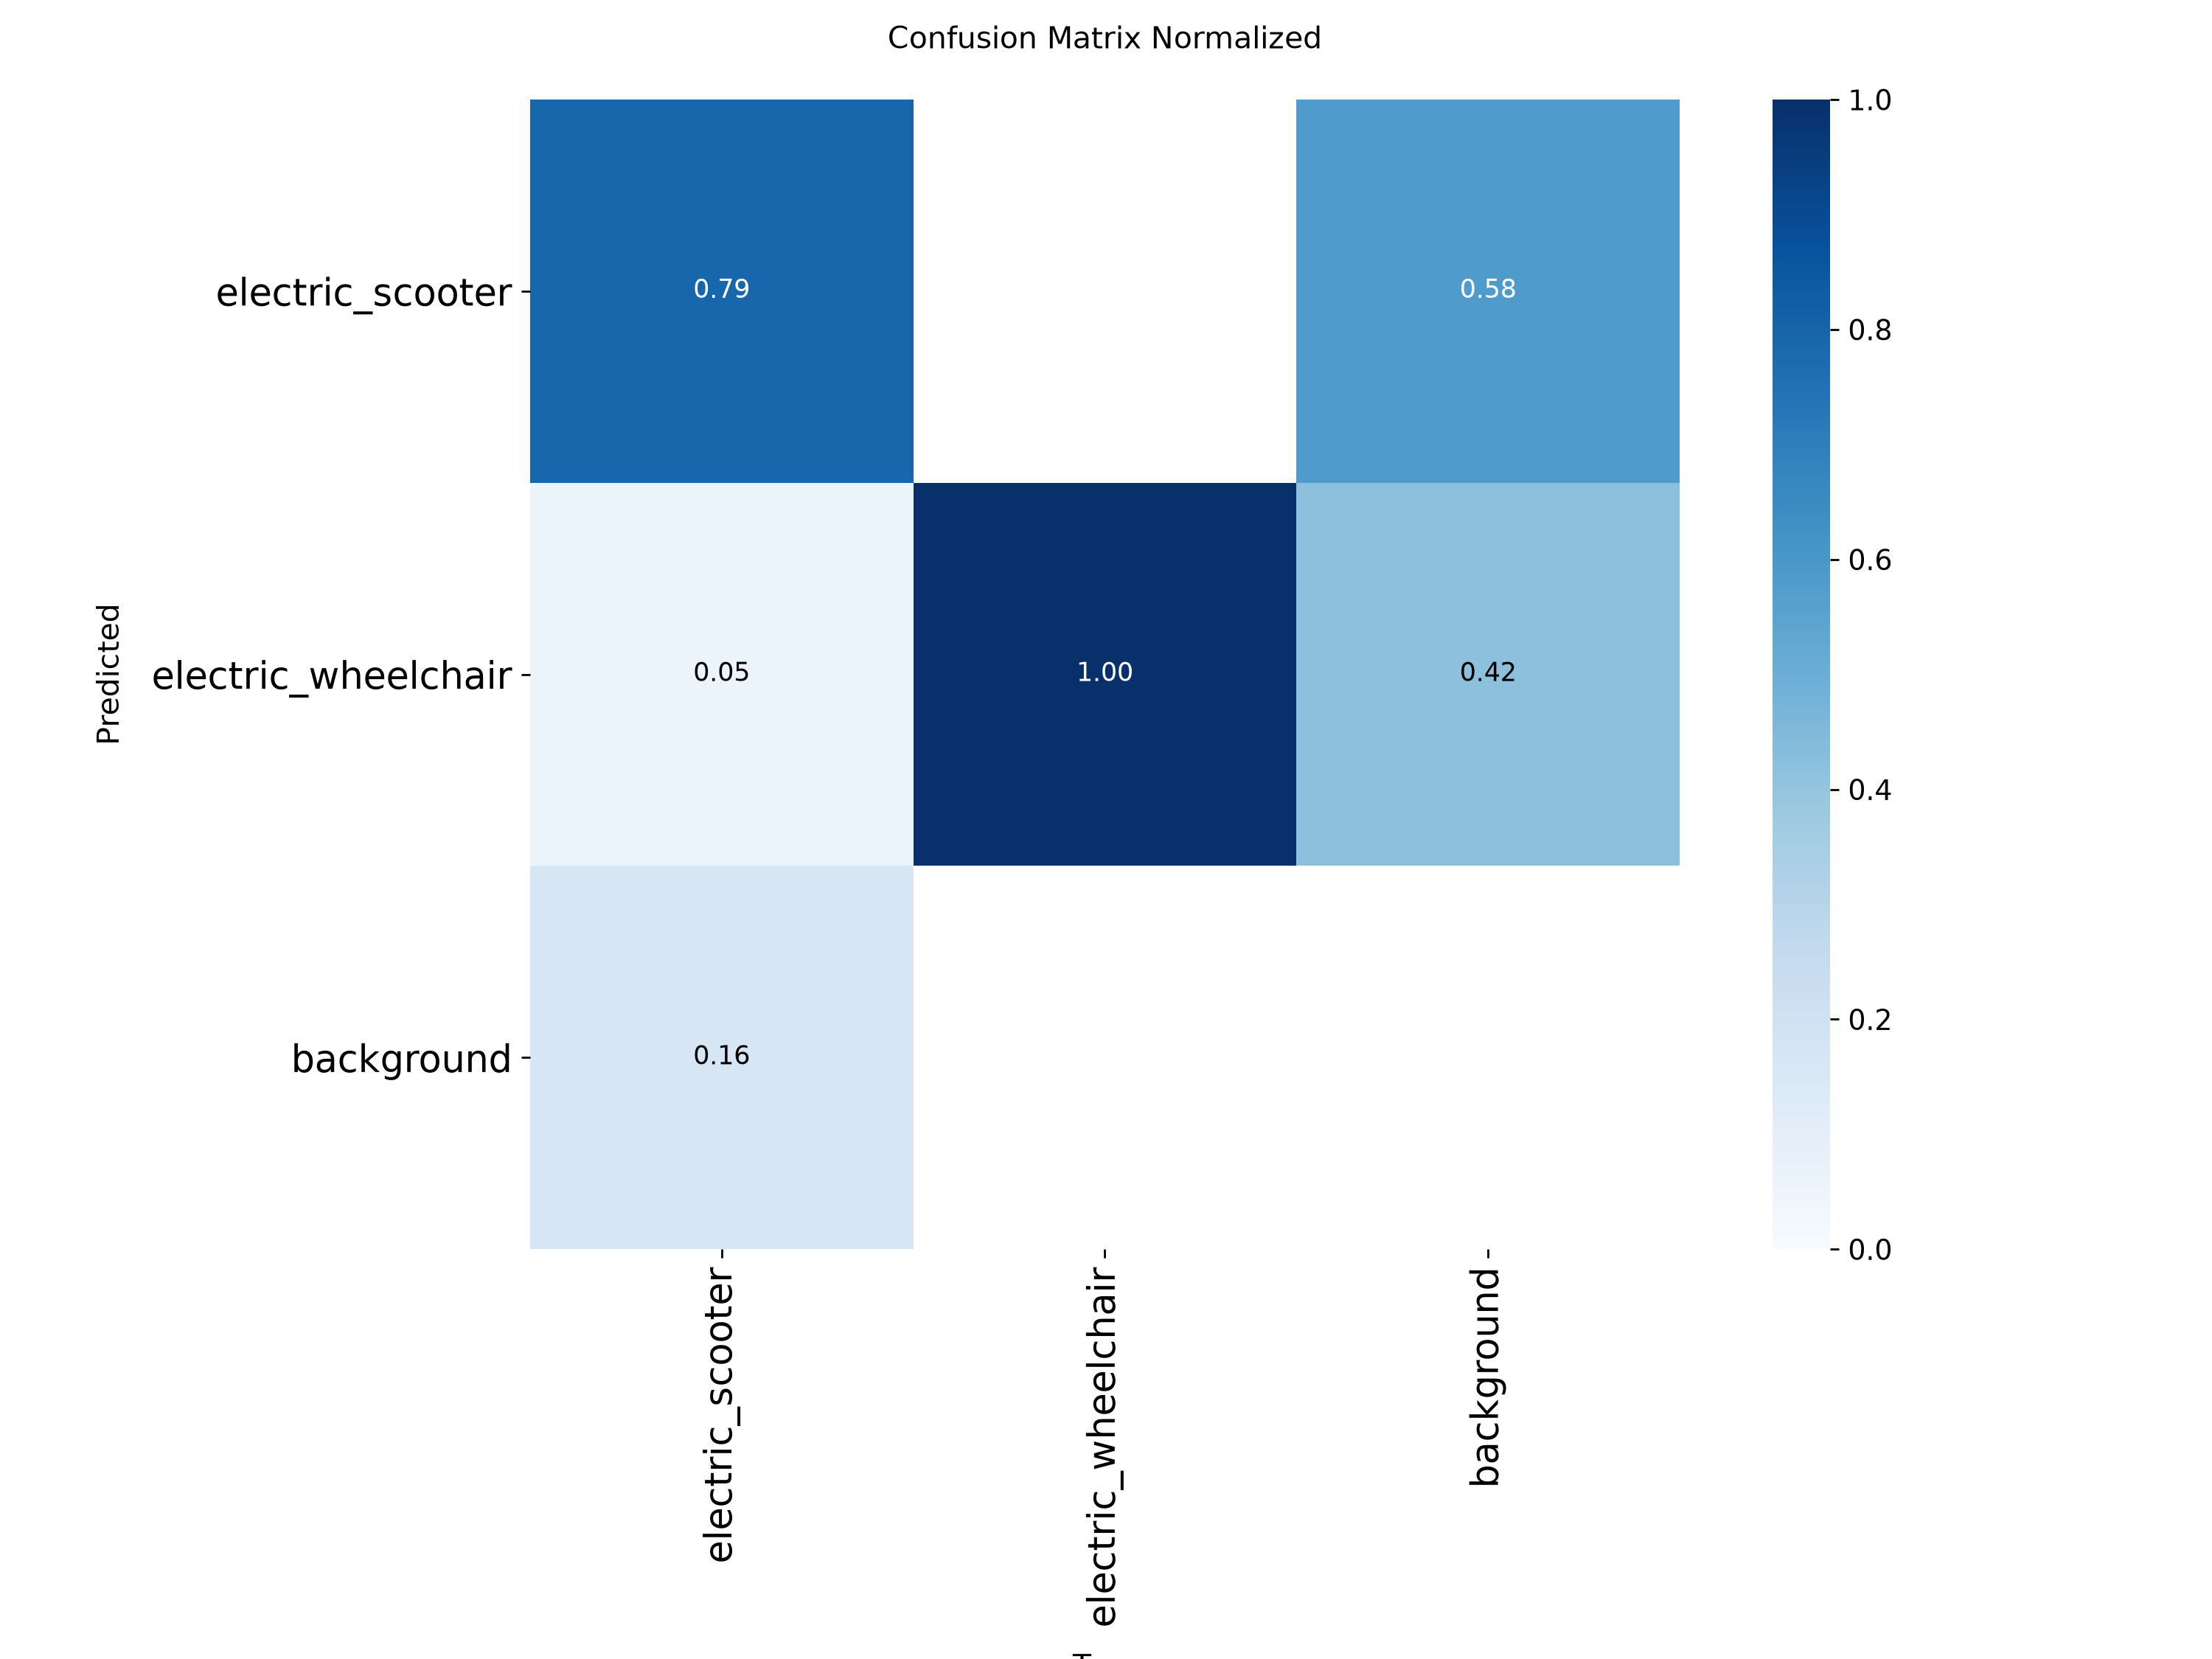 Confusion Matrix Normalized
1.0
electric_scooter
0.79
0.58
0.8
0.6
Predicted
electric_wheelchair
0.05
1.00
0.42
0.4
background
0.16
0.2
0.0
electric_scooter
electric_wheelchair
background